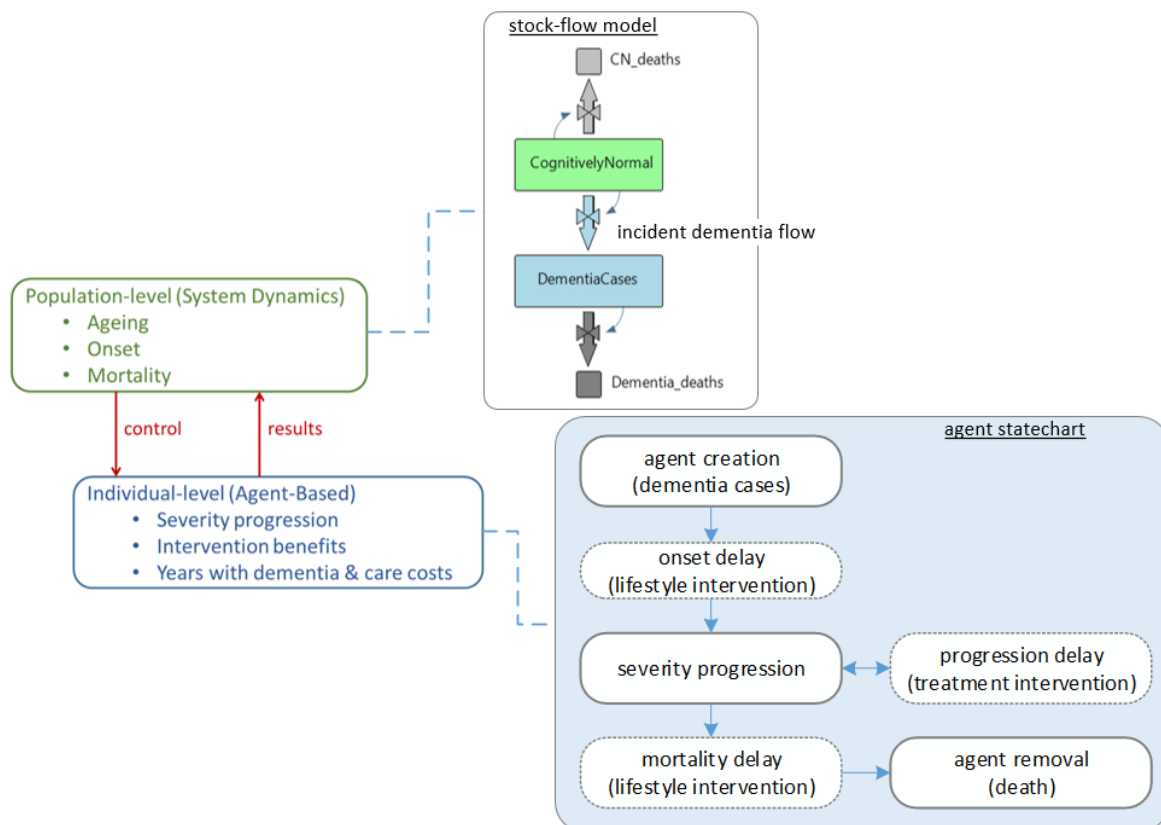 stock-flow model
CN_deaths
CognitivelyNormal
incident dementia flow
DementiaCases
Dementia_deaths
Population-level (System Dynamics)
• Ageing
• Onset
• Mortality
control
results
Individual-level (Agent-Based)
• Severity progression
• Intervention benefits
• Years with dementia & care costs
agent statechart
agent creation
(dementia cases)
onset delay
(lifestyle intervention)
severity progression
progression delay
(treatment intervention)
mortality delay
(lifestyle intervention)
agent removal
(death)